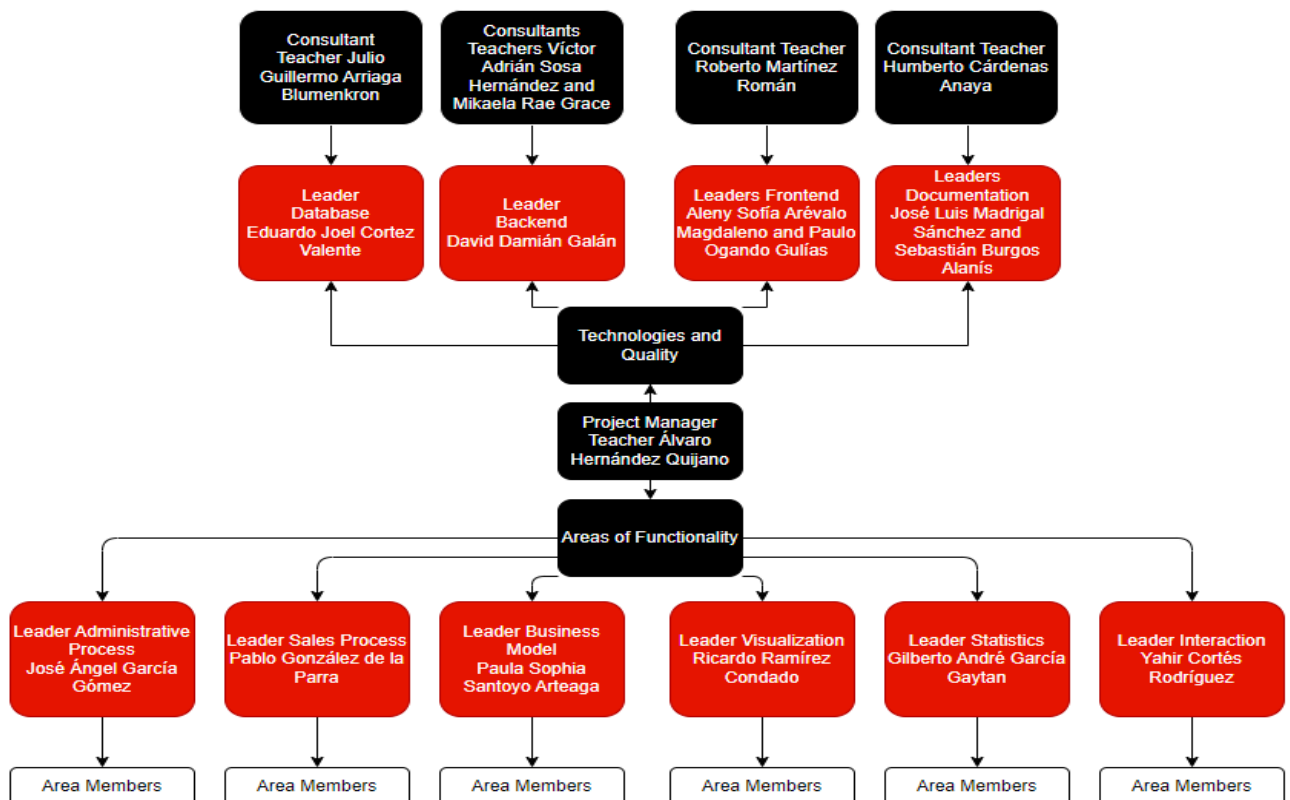 Consultant
Teacher Julio
Guillermo Arriaga
Blumenkron
Consultants
Teachers Víctor
Adrián Sosa
Hernández and
Mikaela Rae Grace
Consultant Teacher
Roberto Martínez
Román
Consultant Teacher
Humberto Cárdenas
Anaya
Leader
Database
Eduardo Joel Cortez
Valente
Leader
Backend
David Damián Galán
Leaders Frontend
Aleny Sofía Arévalo
Magdaleno and Paulo
Ogando Gulías
Leaders
Documentation
José Luis Madrigal
Sánchez and
Sebastián Burgos
Alanís
Technologies and
Quality
Project Manager
Teacher Álvaro
Hernández Quijano
Areas of Functionality
Leader Administrative
Process
José Ángel García
Gómez
Leader Sales Process
Pablo González de la
Parra
Leader Business
Model
Paula Sophia
Santoyo Arteaga
Leader Visualization
Ricardo Ramírez
Condado
Leader Statistics
Gilberto André García
Gaytan
Leader Interaction
Yahir Cortés
Rodríguez
Area Members
Area Members
Area Members
Area Members
Area Members
Area Members